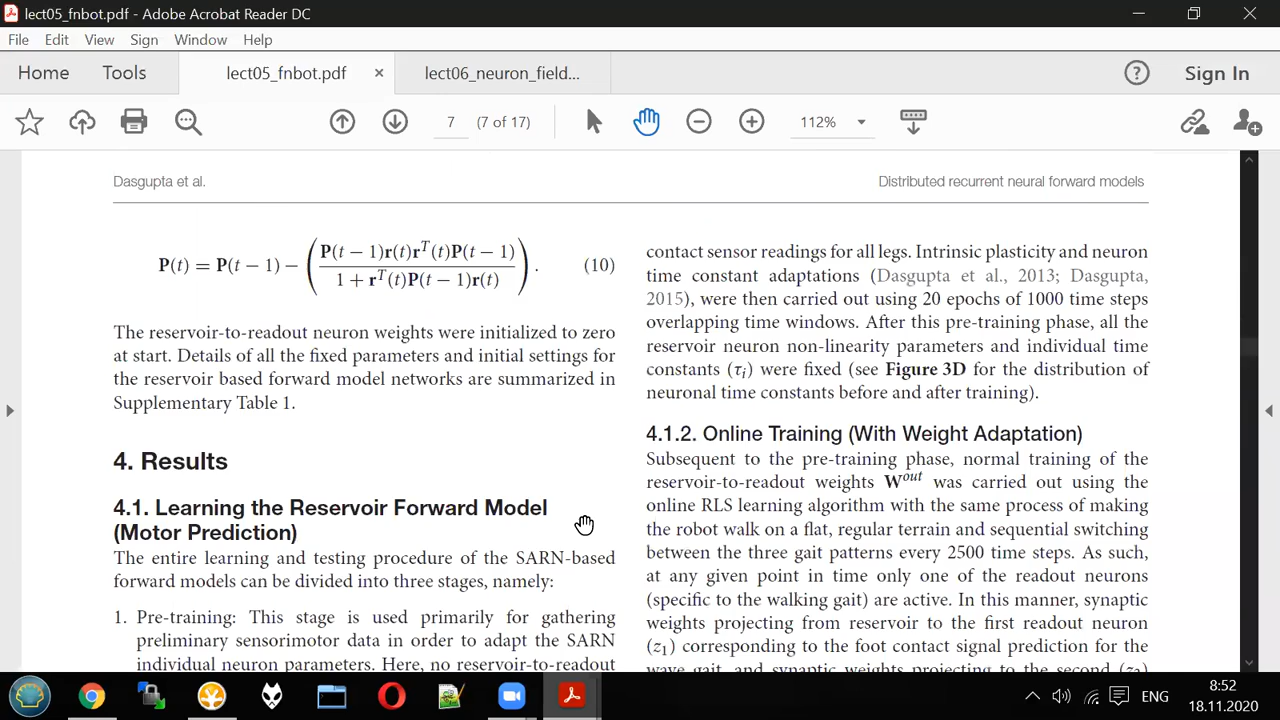 lect05_fnbot.pdf - Adobe Acrobat Reader DC
File Edit View Sign Window Help
Home Tools lect05_fnbot.pdf × lect06_neuron_field... ? Sign In
7 (7 of 17) 112%
Dasgupta et al. Distributed recurrent neural forward models
P(t) = P(t − 1) − ( P(t − 1)r(t)rᵀ(t)P(t − 1) / 1 + rᵀ(t)P(t − 1)r(t) ) . (10)
The reservoir-to-readout neuron weights were initialized to zero
at start. Details of all the fixed parameters and initial settings for
the reservoir based forward model networks are summarized in
Supplementary Table 1.
4. Results
4.1. Learning the Reservoir Forward Model
(Motor Prediction)
The entire learning and testing procedure of the SARN-based
forward models can be divided into three stages, namely:
1. Pre-training: This stage is used primarily for gathering
preliminary sensorimotor data in order to adapt the SARN
individual neuron parameters. Here, no reservoir-to-readout
contact sensor readings for all legs. Intrinsic plasticity and neuron
time constant adaptations (Dasgupta et al., 2013; Dasgupta,
2015), were then carried out using 20 epochs of 1000 time steps
overlapping time windows. After this pre-training phase, all the
reservoir neuron non-linearity parameters and individual time
constants (τi) were fixed (see Figure 3D for the distribution of
neuronal time constants before and after training).
4.1.2. Online Training (With Weight Adaptation)
Subsequent to the pre-training phase, normal training of the
reservoir-to-readout weights Wᵒᵘᵗ was carried out using the
online RLS learning algorithm with the same process of making
the robot walk on a flat, regular terrain and sequential switching
between the three gait patterns every 2500 time steps. As such,
at any given point in time only one of the readout neurons
(specific to the walking gait) are active. In this manner, synaptic
weights projecting from reservoir to the first readout neuron
(z₁) corresponding to the foot contact signal prediction for the
wave gait, and synaptic weights projecting to the second (z₂)
ENG
8:52
18.11.2020